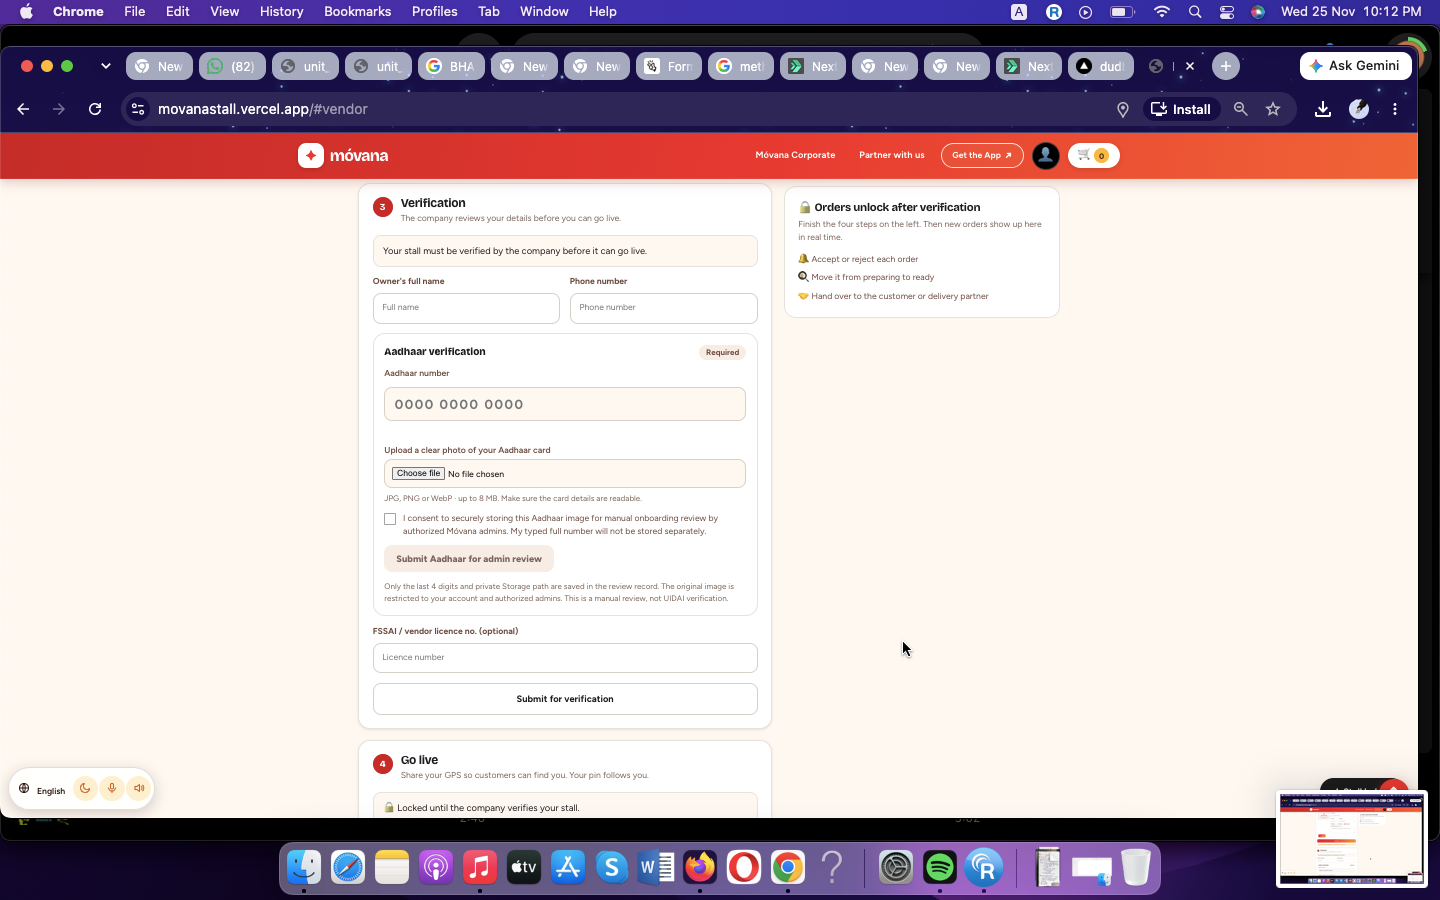 Chrome File Edit View History Bookmarks Profiles Tab Window Help
A R Wed 25 Nov 10:12 PM
New (82) unit_ unit_ BHA New New Forn met Next New New Next dud Ask Gemini
movanastall.vercel.app/#vendor Install
móvana Móvana Corporate Partner with us Get the App ↗ 0
3 Verification
The company reviews your details before you can go live.
Your stall must be verified by the company before it can go live.
Owner's full name Phone number
Full name Phone number
Aadhaar verification Required
Aadhaar number
0000 0000 0000
Upload a clear photo of your Aadhaar card
Choose file No file chosen
JPG, PNG or WebP · up to 8 MB. Make sure the card details are readable.
I consent to securely storing this Aadhaar image for manual onboarding review by
authorized Móvana admins. My typed full number will not be stored separately.
Submit Aadhaar for admin review
Only the last 4 digits and private Storage path are saved in the review record. The original image is
restricted to your account and authorized admins. This is a manual review, not UIDAI verification.
FSSAI / vendor licence no. (optional)
Licence number
Submit for verification
4 Go live
Share your GPS so customers can find you. Your pin follows you.
Locked until the company verifies your stall.
Orders unlock after verification
Finish the four steps on the left. Then new orders show up here
in real time.
Accept or reject each order
Move it from preparing to ready
Hand over to the customer or delivery partner
English
tv